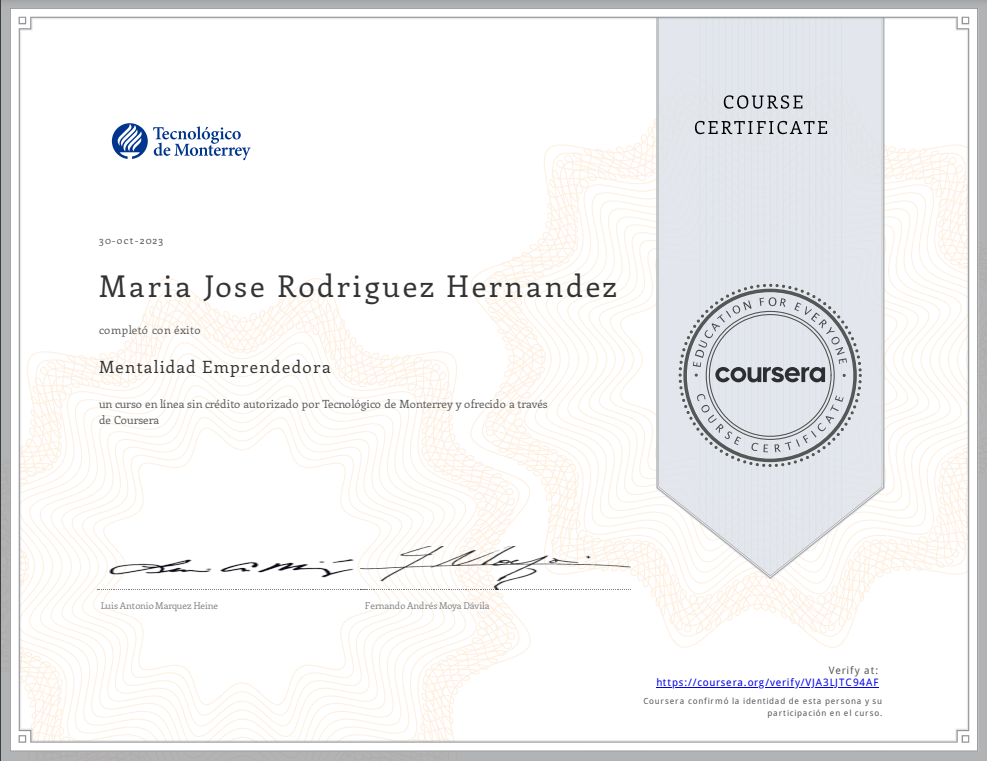 COURSE
CERTIFICATE
Tecnológico
de Monterrey
30-oct-2023
Maria Jose Rodriguez Hernandez
completó con éxito
Mentalidad Emprendedora
un curso en línea sin crédito autorizado por Tecnológico de Monterrey y ofrecido a través
de Coursera
EDUCATION FOR EVERYONE
coursera
COURSE CERTIFICATE
Luis Antonio Marquez Heine
Fernando Andrés Moya Dávila
Verify at:
https://coursera.org/verify/VJA3LJTC94AF
Coursera confirmó la identidad de esta persona y su
participación en el curso.